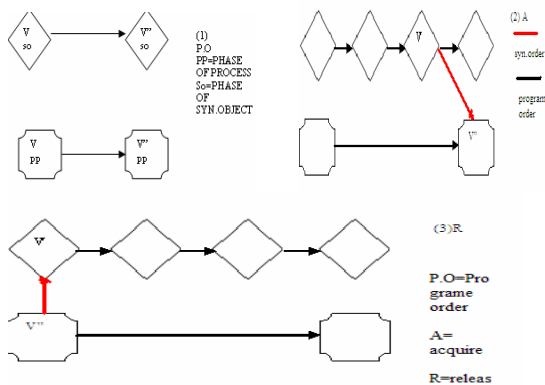 V
so
V"
so
(1)
P.O
PP=PHASE
OF PROCESS
So=PHASE
OF
SYN.OBJECT
V
PP
V"
PP
(2) A
syn.order
program
order
V
V"
(3)R
P.O=Pro
grame
order
A=
acquire
R=releas
V"
V"